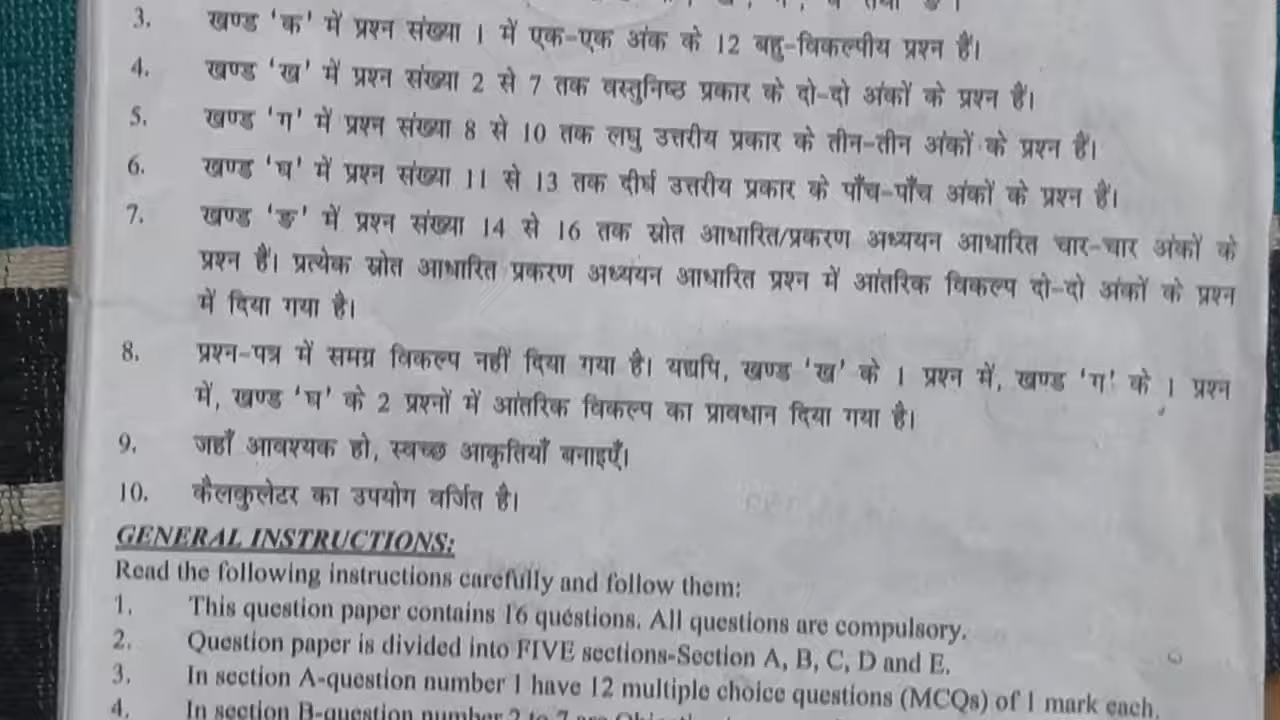 3. खण्ड 'क' में प्रश्न संख्या 1 में एक-एक अंक के 12 बहु-विकल्पीय प्रश्न हैं।
4. खण्ड 'ख' में प्रश्न संख्या 2 से 7 तक वस्तुनिष्ठ प्रकार के दो-दो अंकों के प्रश्न हैं।
5. खण्ड 'ग' में प्रश्न संख्या 8 से 10 तक लघु उत्तरीय प्रकार के तीन-तीन अंकों के प्रश्न हैं।
6. खण्ड 'घ' में प्रश्न संख्या 11 से 13 तक दीर्घ उत्तरीय प्रकार के पाँच-पाँच अंकों के प्रश्न हैं।
7. खण्ड 'ङ' में प्रश्न संख्या 14 से 16 तक स्रोत आधारित/प्रकरण अध्ययन आधारित चार-चार अंकों के
प्रश्न हैं। प्रत्येक स्रोत आधारित प्रकरण अध्ययन आधारित प्रश्न में आंतरिक विकल्प दो-दो अंकों के प्रश्न
में दिया गया है।
8. प्रश्न-पत्र में समग्र विकल्प नहीं दिया गया है। यद्यपि, खण्ड 'ख' के 1 प्रश्न में, खण्ड 'ग' के 1 प्रश्न
में, खण्ड 'घ' के 2 प्रश्नों में आंतरिक विकल्प का प्रावधान दिया गया है।
9. जहाँ आवश्यक हो, स्वच्छ आकृतियाँ बनाइएँ।
10. कैलकुलेटर का उपयोग वर्जित है।
GENERAL INSTRUCTIONS:
Read the following instructions carefully and follow them:
1. This question paper contains 16 questions. All questions are compulsory.
2. Question paper is divided into FIVE sections-Section A, B, C, D and E.
3. In section A-question number 1 have 12 multiple choice questions (MCQs) of 1 mark each.
4. In section B-question number 2 to 7 are